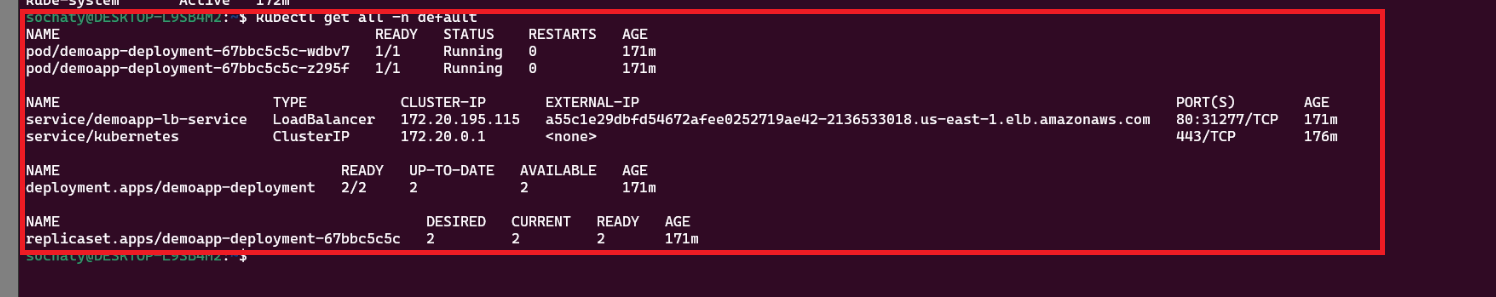 kube-system Active 172m
sochaty@DESKTOP-L9SB4M2:~$ kubectl get all -n default
NAME READY STATUS RESTARTS AGE
pod/demoapp-deployment-67bbc5c5c-wdbv7 1/1 Running 0 171m
pod/demoapp-deployment-67bbc5c5c-z295f 1/1 Running 0 171m
NAME TYPE CLUSTER-IP EXTERNAL-IP PORT(S) AGE
service/demoapp-lb-service LoadBalancer 172.20.195.115 a55c1e29dbfd54672afee0252719ae42-2136533018.us-east-1.elb.amazonaws.com 80:31277/TCP 171m
service/kubernetes ClusterIP 172.20.0.1 <none> 443/TCP 176m
NAME READY UP-TO-DATE AVAILABLE AGE
deployment.apps/demoapp-deployment 2/2 2 2 171m
NAME DESIRED CURRENT READY AGE
replicaset.apps/demoapp-deployment-67bbc5c5c 2 2 2 171m
sochaty@DESKTOP-L9SB4M2:~$